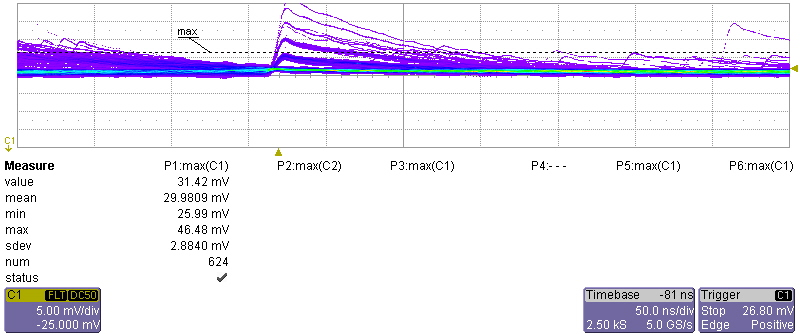 max
C1
Measure P1:max(C1) P2:max(C2) P3:max(C1) P4:--- P5:max(C1) P6:max(C1)
value 31.42 mV
mean 29.9809 mV
min 25.99 mV
max 46.48 mV
sdev 2.8840 mV
num 624
status ✔
C1 FLT DC50
5.00 mV/div
-25.000 mV
Timebase -81 ns
50.0 ns/div
2.50 kS 5.0 GS/s
Trigger C1
Stop 26.80 mV
Edge Positive